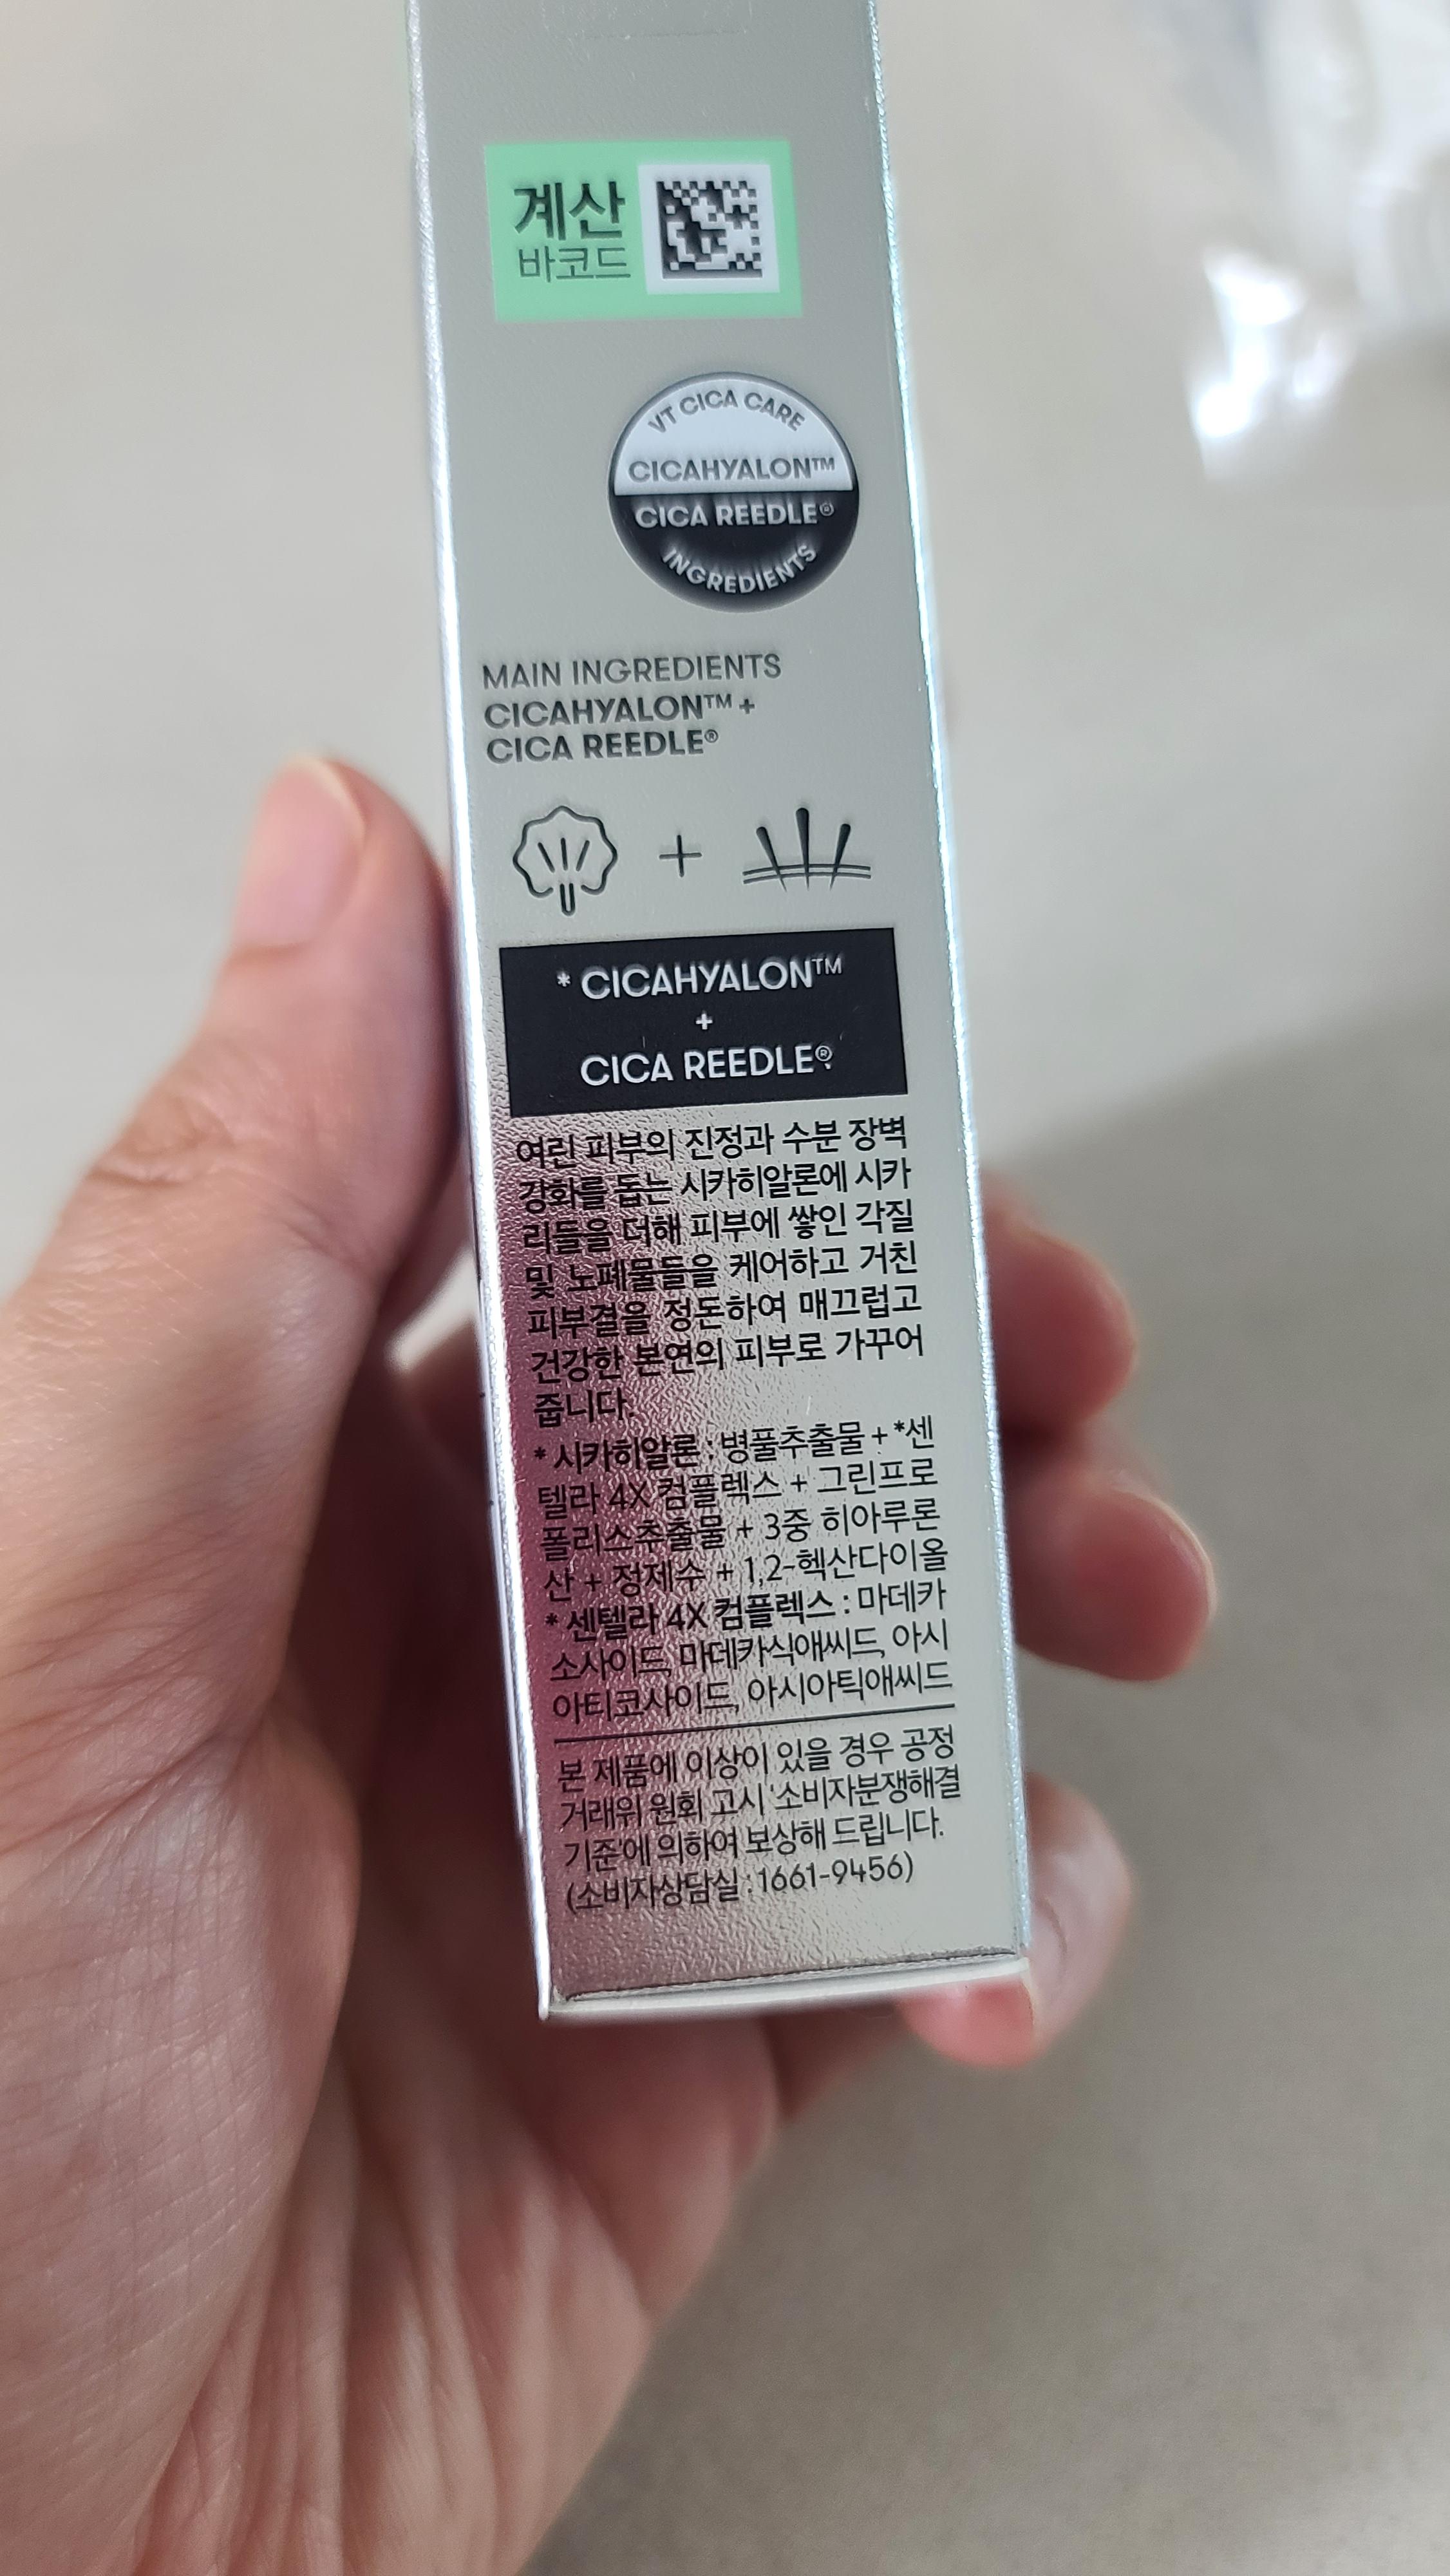 계산
바코드
VT CICA CARE
CICAHYALON™
CICA REEDLE®
INGREDIENTS
MAIN INGREDIENTS
CICAHYALON™ +
CICA REEDLE®
+
* CICAHYALON™
+
CICA REEDLE®
여린 피부의 진정과 수분 장벽
강화를 돕는 시카히알론에 시카
리들을 더해 피부에 쌓인 각질
및 노폐물들을 케어하고 거친
피부결을 정돈하여 매끄럽고
건강한 본연의 피부로 가꾸어
줍니다.
* 시카히알론 : 병풀추출물 + *센
텔라 4X 컴플렉스 + 그린프로
폴리스추출물 + 3중 히아루론
산 + 정제수 + 1,2-헥산다이올
* 센텔라 4X 컴플렉스 : 마데카
소사이드, 마데카식애씨드, 아시
아티코사이드, 아시아틱애씨드
본 제품에 이상이 있을 경우 공정
거래위 원회 고시 '소비자분쟁해결
기준'에 의하여 보상해 드립니다.
(소비자상담실 : 1661-9456)